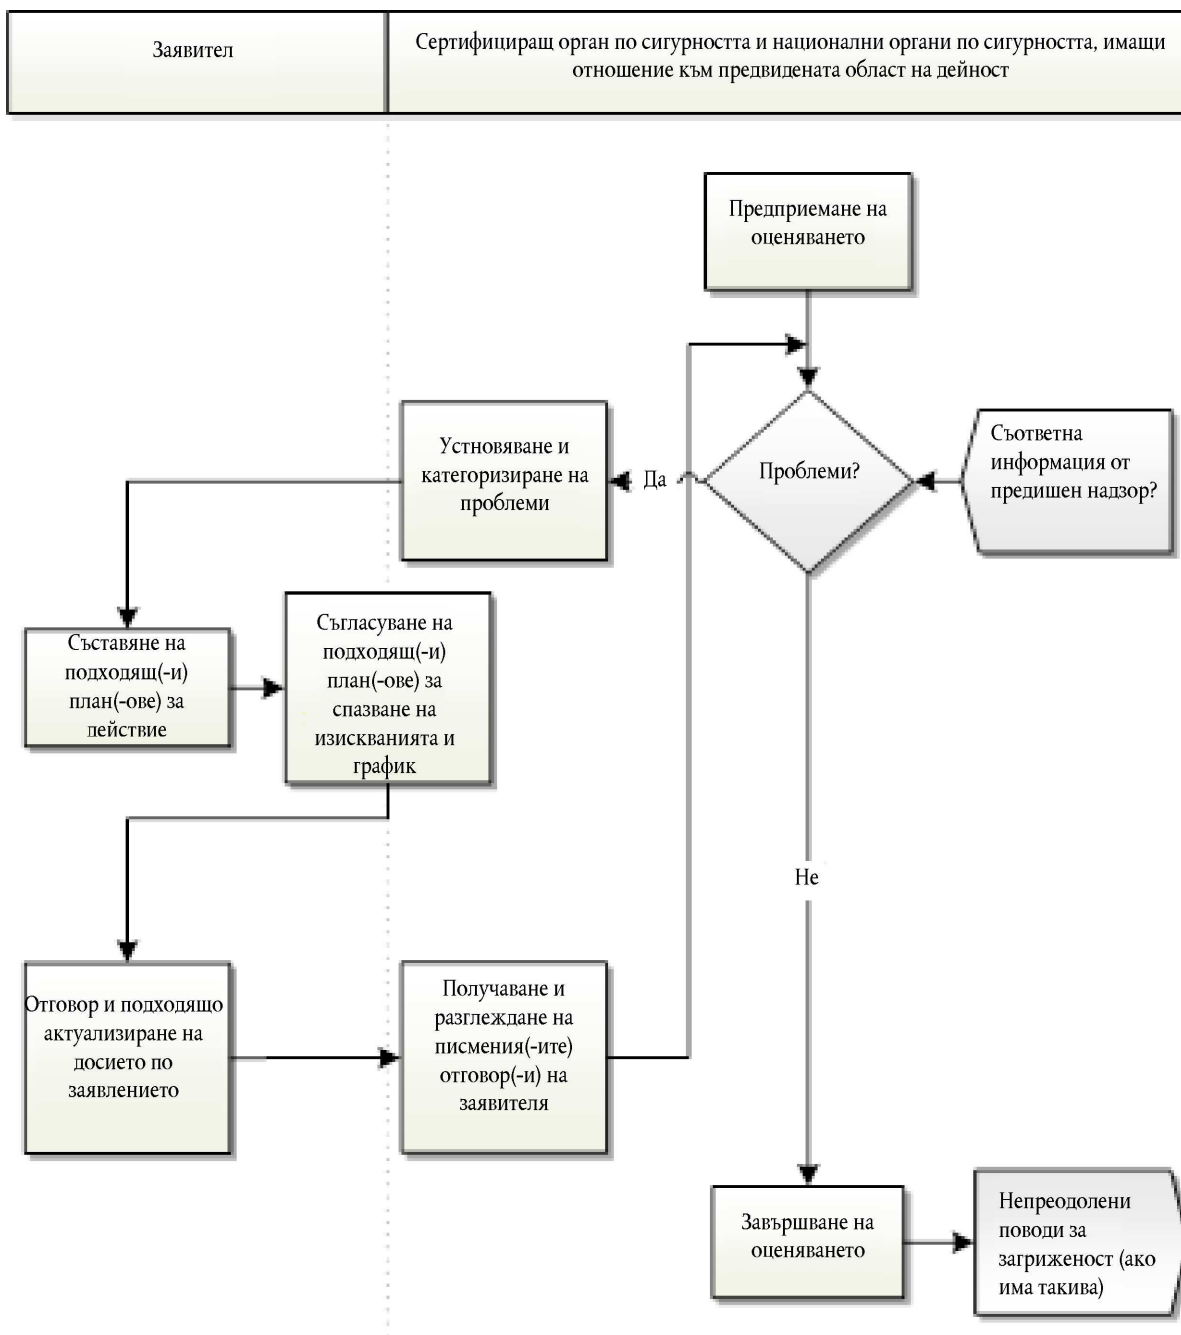 Заявител
Сертифициращ орган по сигурността и национални органи по сигурността, имащи
отношение към предвидената област на дейност
Предприемане на
оценяването
Устновяване и
категоризиране на
проблеми
Да
Проблеми?
Съответна
информация от
предишен надзор?
Съставяне на
подходящ(-и)
план(-ове) за
действие
Съгласуване на
подходящ(-и)
план(-ове) за
спазване на
изискванията и
график
Не
Отговор и подходящо
актуализиране на
досието по
заявлението
Получаване и
разглеждане на
писмения(-ите)
отговор(-и) на
заявителя
Завършване на
оценяването
Непреодолени
поводи за
загриженост (ако
има такива)